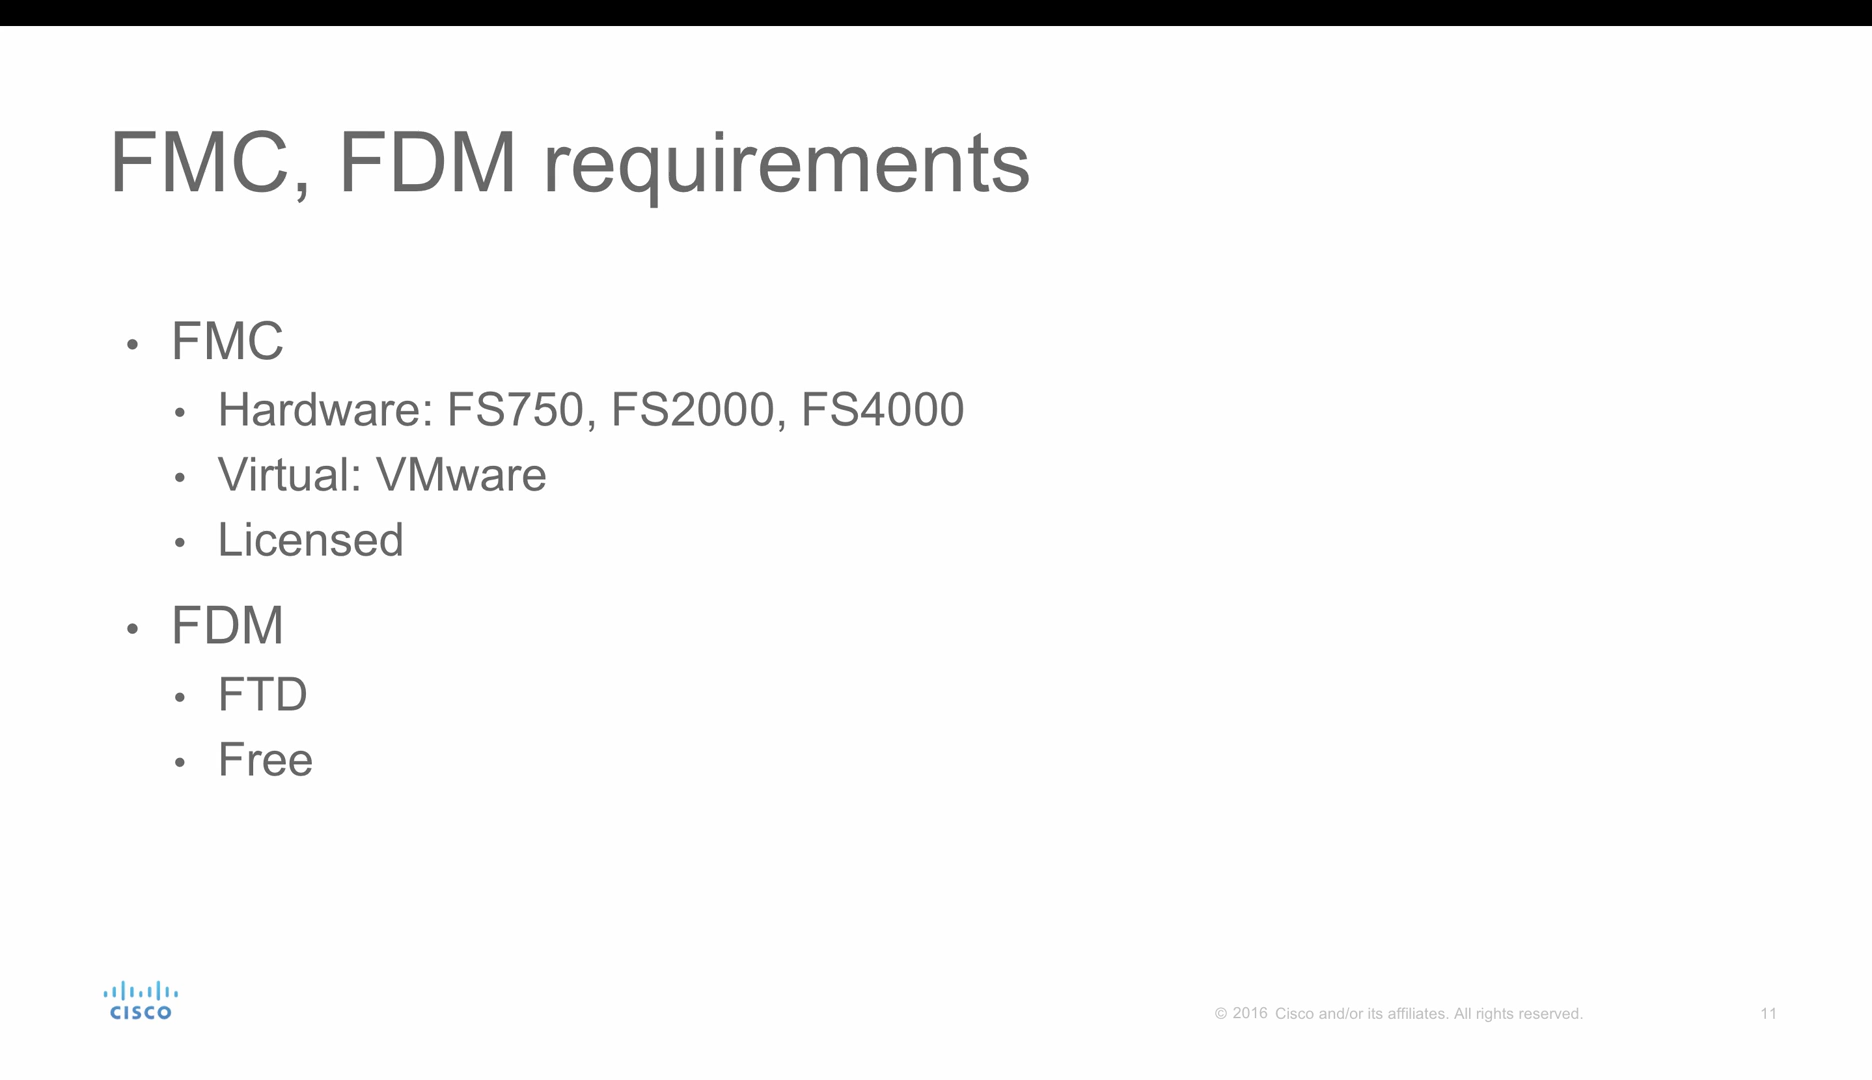 FMC, FDM requirements
• FMC
• Hardware: FS750, FS2000, FS4000
• Virtual: VMware
• Licensed
• FDM
• FTD
• Free
CISCO
© 2016 Cisco and/or its affiliates. All rights reserved. 11